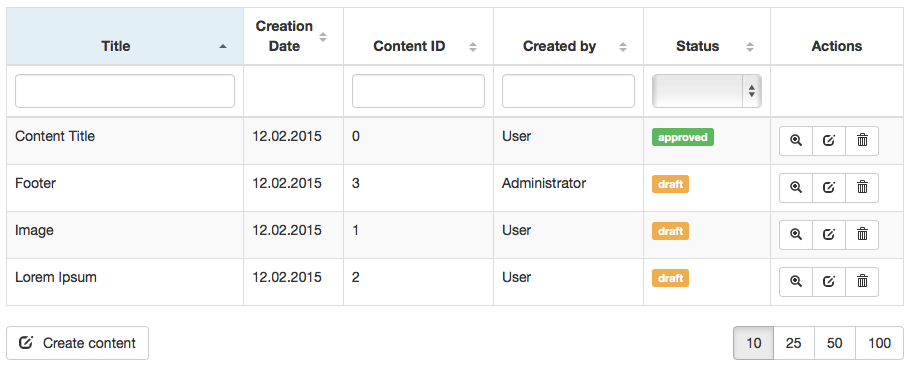 Title
Creation
Date
Content ID
Created by
Status
Actions
Content Title 12.02.2015 0 User approved
Footer 12.02.2015 3 Administrator draft
Image 12.02.2015 1 User draft
Lorem Ipsum 12.02.2015 2 User draft
Create content
10 25 50 100